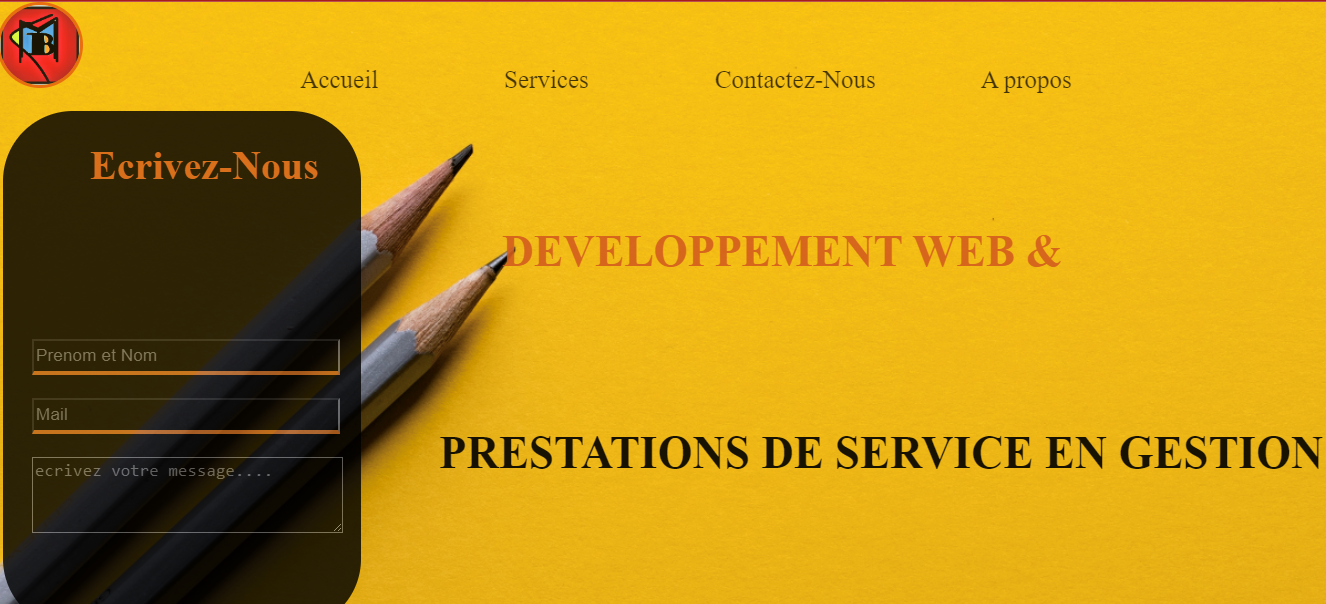 Accueil Services Contactez-Nous A propos
Ecrivez-Nous
DEVELOPPEMENT WEB &
Prenom et Nom
Mail
PRESTATIONS DE SERVICE EN GESTION
ecrivez votre message....